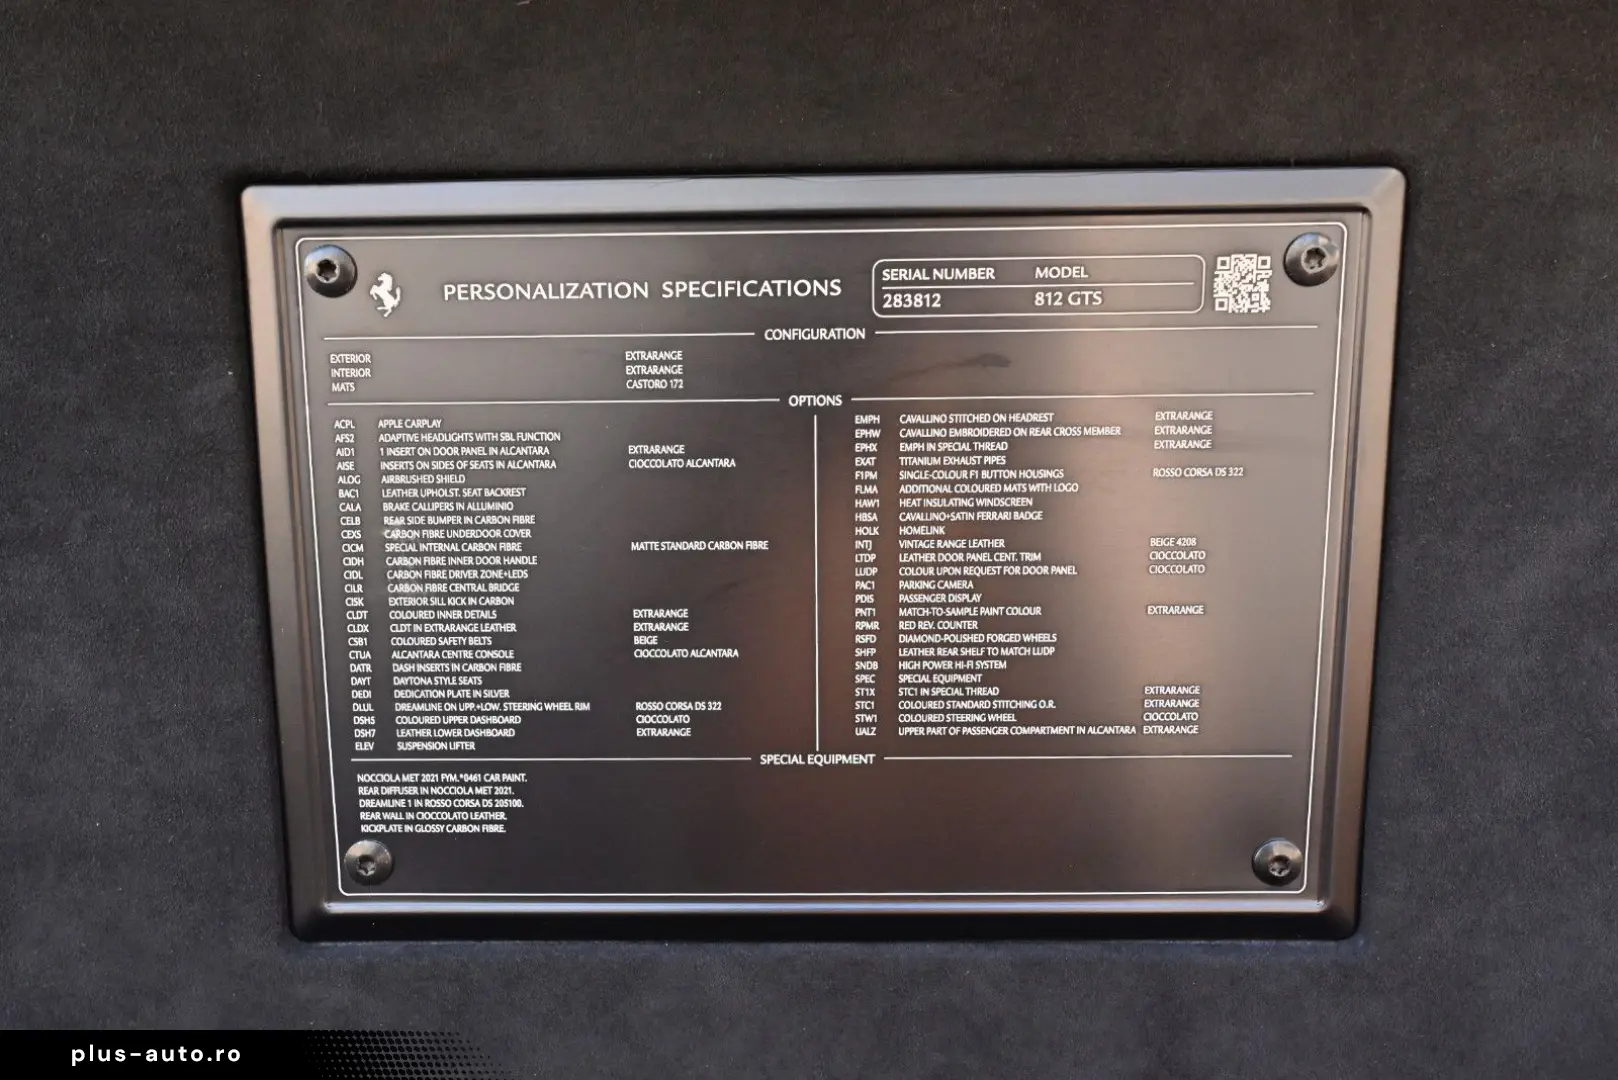 PERSONALIZATION SPECIFICATIONS
SERIAL NUMBER MODEL
283812 812 GTS
CONFIGURATION
EXTERIOR EXTRARANGE
INTERIOR EXTRARANGE
MATS CASTORO 172
OPTIONS
ACPL APPLE CARPLAY
AFS2 ADAPTIVE HEADLIGHTS WITH SBL FUNCTION
AID1 1 INSERT ON DOOR PANEL IN ALCANTARA EXTRARANGE
AISE INSERTS ON SIDES OF SEATS IN ALCANTARA CIOCCOLATO ALCANTARA
ALOG AIRBRUSHED SHIELD
BAC1 LEATHER UPHOLST. SEAT BACKREST
CALA BRAKE CALLIPERS IN ALLUMINIO
CELB REAR SIDE BUMPER IN CARBON FIBRE
CEXS CARBON FIBRE UNDERDOOR COVER
CICM SPECIAL INTERNAL CARBON FIBRE MATTE STANDARD CARBON FIBRE
CIDH CARBON FIBRE INNER DOOR HANDLE
CIDL CARBON FIBRE DRIVER ZONE+LEDS
CILR CARBON FIBRE CENTRAL BRIDGE
CISK EXTERIOR SILL KICK IN CARBON
CLDT COLOURED INNER DETAILS EXTRARANGE
CLDX CLDT IN EXTRARANGE LEATHER EXTRARANGE
CSB1 COLOURED SAFETY BELTS BEIGE
CTUA ALCANTARA CENTRE CONSOLE CIOCCOLATO ALCANTARA
DATR DASH INSERTS IN CARBON FIBRE
DAYT DAYTONA STYLE SEATS
DEDI DEDICATION PLATE IN SILVER
DLUL DREAMLINE ON UPP.+LOW. STEERING WHEEL RIM ROSSO CORSA DS 322
DSH5 COLOURED UPPER DASHBOARD CIOCCOLATO
DSH7 LEATHER LOWER DASHBOARD EXTRARANGE
ELEV SUSPENSION LIFTER
EMPH CAVALLINO STITCHED ON HEADREST EXTRARANGE
EPHW CAVALLINO EMBROIDERED ON REAR CROSS MEMBER EXTRARANGE
EPHX EMPH IN SPECIAL THREAD EXTRARANGE
EXAT TITANIUM EXHAUST PIPES
F1PM SINGLE-COLOUR F1 BUTTON HOUSINGS ROSSO CORSA DS 322
FLMA ADDITIONAL COLOURED MATS WITH LOGO
HAW1 HEAT INSULATING WINDSCREEN
HBSA CAVALLINO+SATIN FERRARI BADGE
HOLK HOMELINK
INTJ VINTAGE RANGE LEATHER BEIGE 4208
LTDP LEATHER DOOR PANEL CENT. TRIM CIOCCOLATO
LUDP COLOUR UPON REQUEST FOR DOOR PANEL CIOCCOLATO
PAC1 PARKING CAMERA
PDIS PASSENGER DISPLAY
PNT1 MATCH-TO-SAMPLE PAINT COLOUR EXTRARANGE
RPMR RED REV. COUNTER
RSFD DIAMOND-POLISHED FORGED WHEELS
SHFP LEATHER REAR SHELF TO MATCH LUDP
SNDB HIGH POWER HI-FI SYSTEM
SPEC SPECIAL EQUIPMENT
ST1X STC1 IN SPECIAL THREAD EXTRARANGE
STC1 COLOURED STANDARD STITCHING O.R. EXTRARANGE
STW1 COLOURED STEERING WHEEL CIOCCOLATO
UALZ UPPER PART OF PASSENGER COMPARTMENT IN ALCANTARA EXTRARANGE
SPECIAL EQUIPMENT
NOCCIOLA MET 2021 FYM.*0461 CAR PAINT.
REAR DIFFUSER IN NOCCIOLA MET 2021.
DREAMLINE 1 IN ROSSO CORSA DS 205100.
REAR WALL IN CIOCCOLATO LEATHER.
KICKPLATE IN GLOSSY CARBON FIBRE.
plus-auto.ro